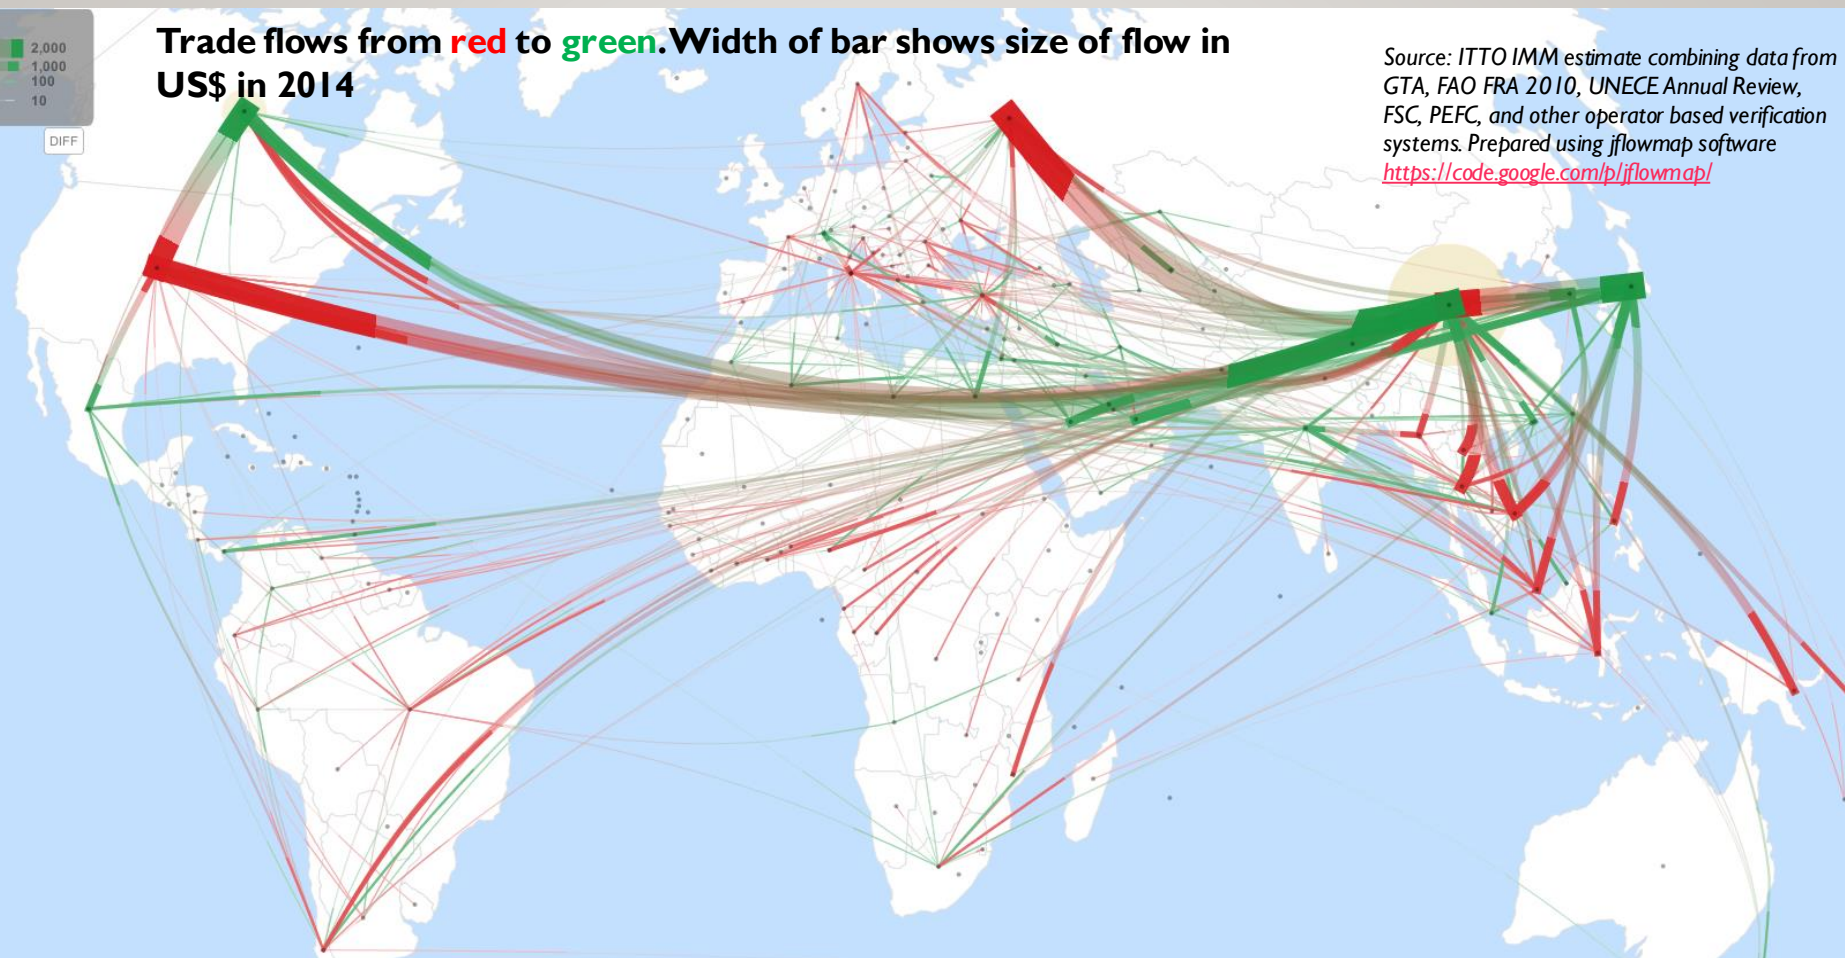 2,000
1,000
100
10
DIFF
Trade flows from red to green. Width of bar shows size of flow in
US$ in 2014
Source: ITTO IMM estimate combining data from
GTA, FAO FRA 2010, UNECE Annual Review,
FSC, PEFC, and other operator based verification
systems. Prepared using jflowmap software
https://code.google.com/p/jflowmap/